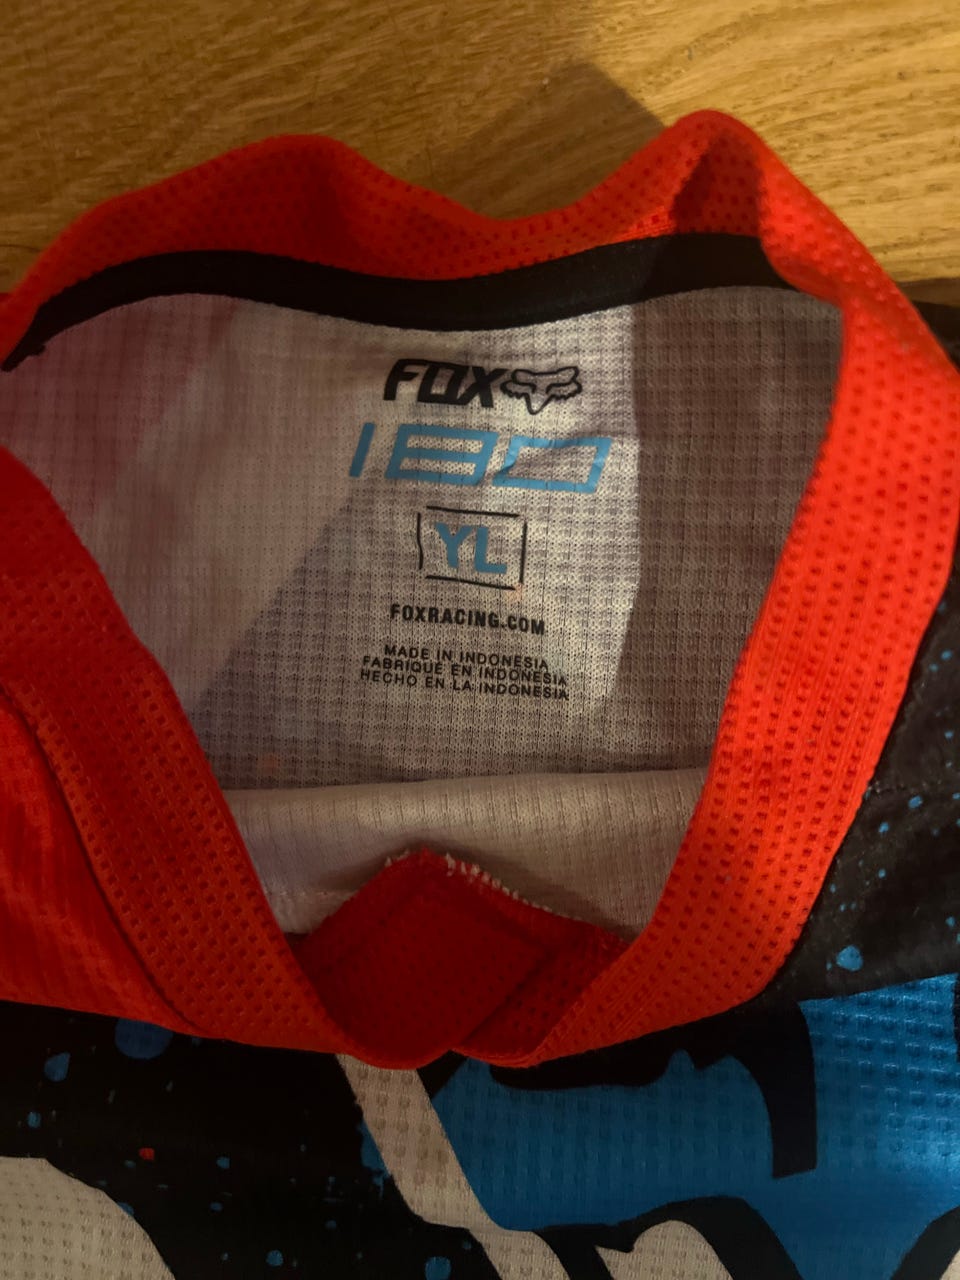 FOX
180
YL
FOXRACING.COM
MADE IN INDONESIA
FABRIQUÉ EN INDONESIA
HECHO EN LA INDONESIA